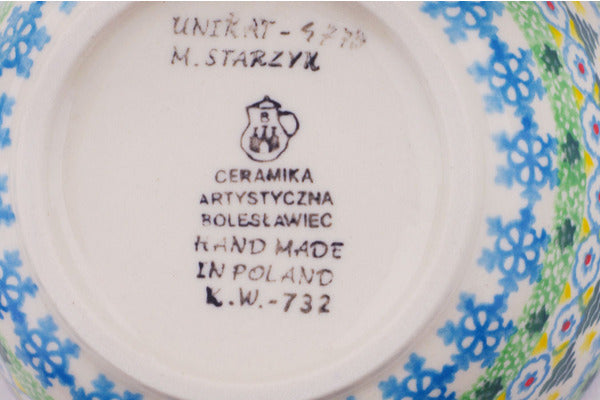 UNIKAT-
M. STARZYK
B
CERAMIKA
ARTYSTYCZNA
BOLESŁAWIEC
HAND MADE
IN POLAND
K.W.-732